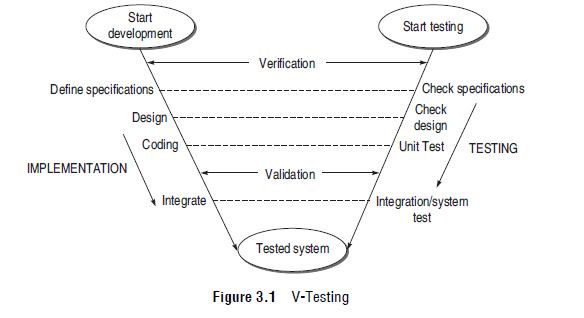 Start
development
Start testing
Verification
Define specifications
Check specifications
Design
Check
design
Coding
Unit Test
TESTING
IMPLEMENTATION
Validation
Integrate
Integration/system
test
Tested system
Figure 3.1 V-Testing